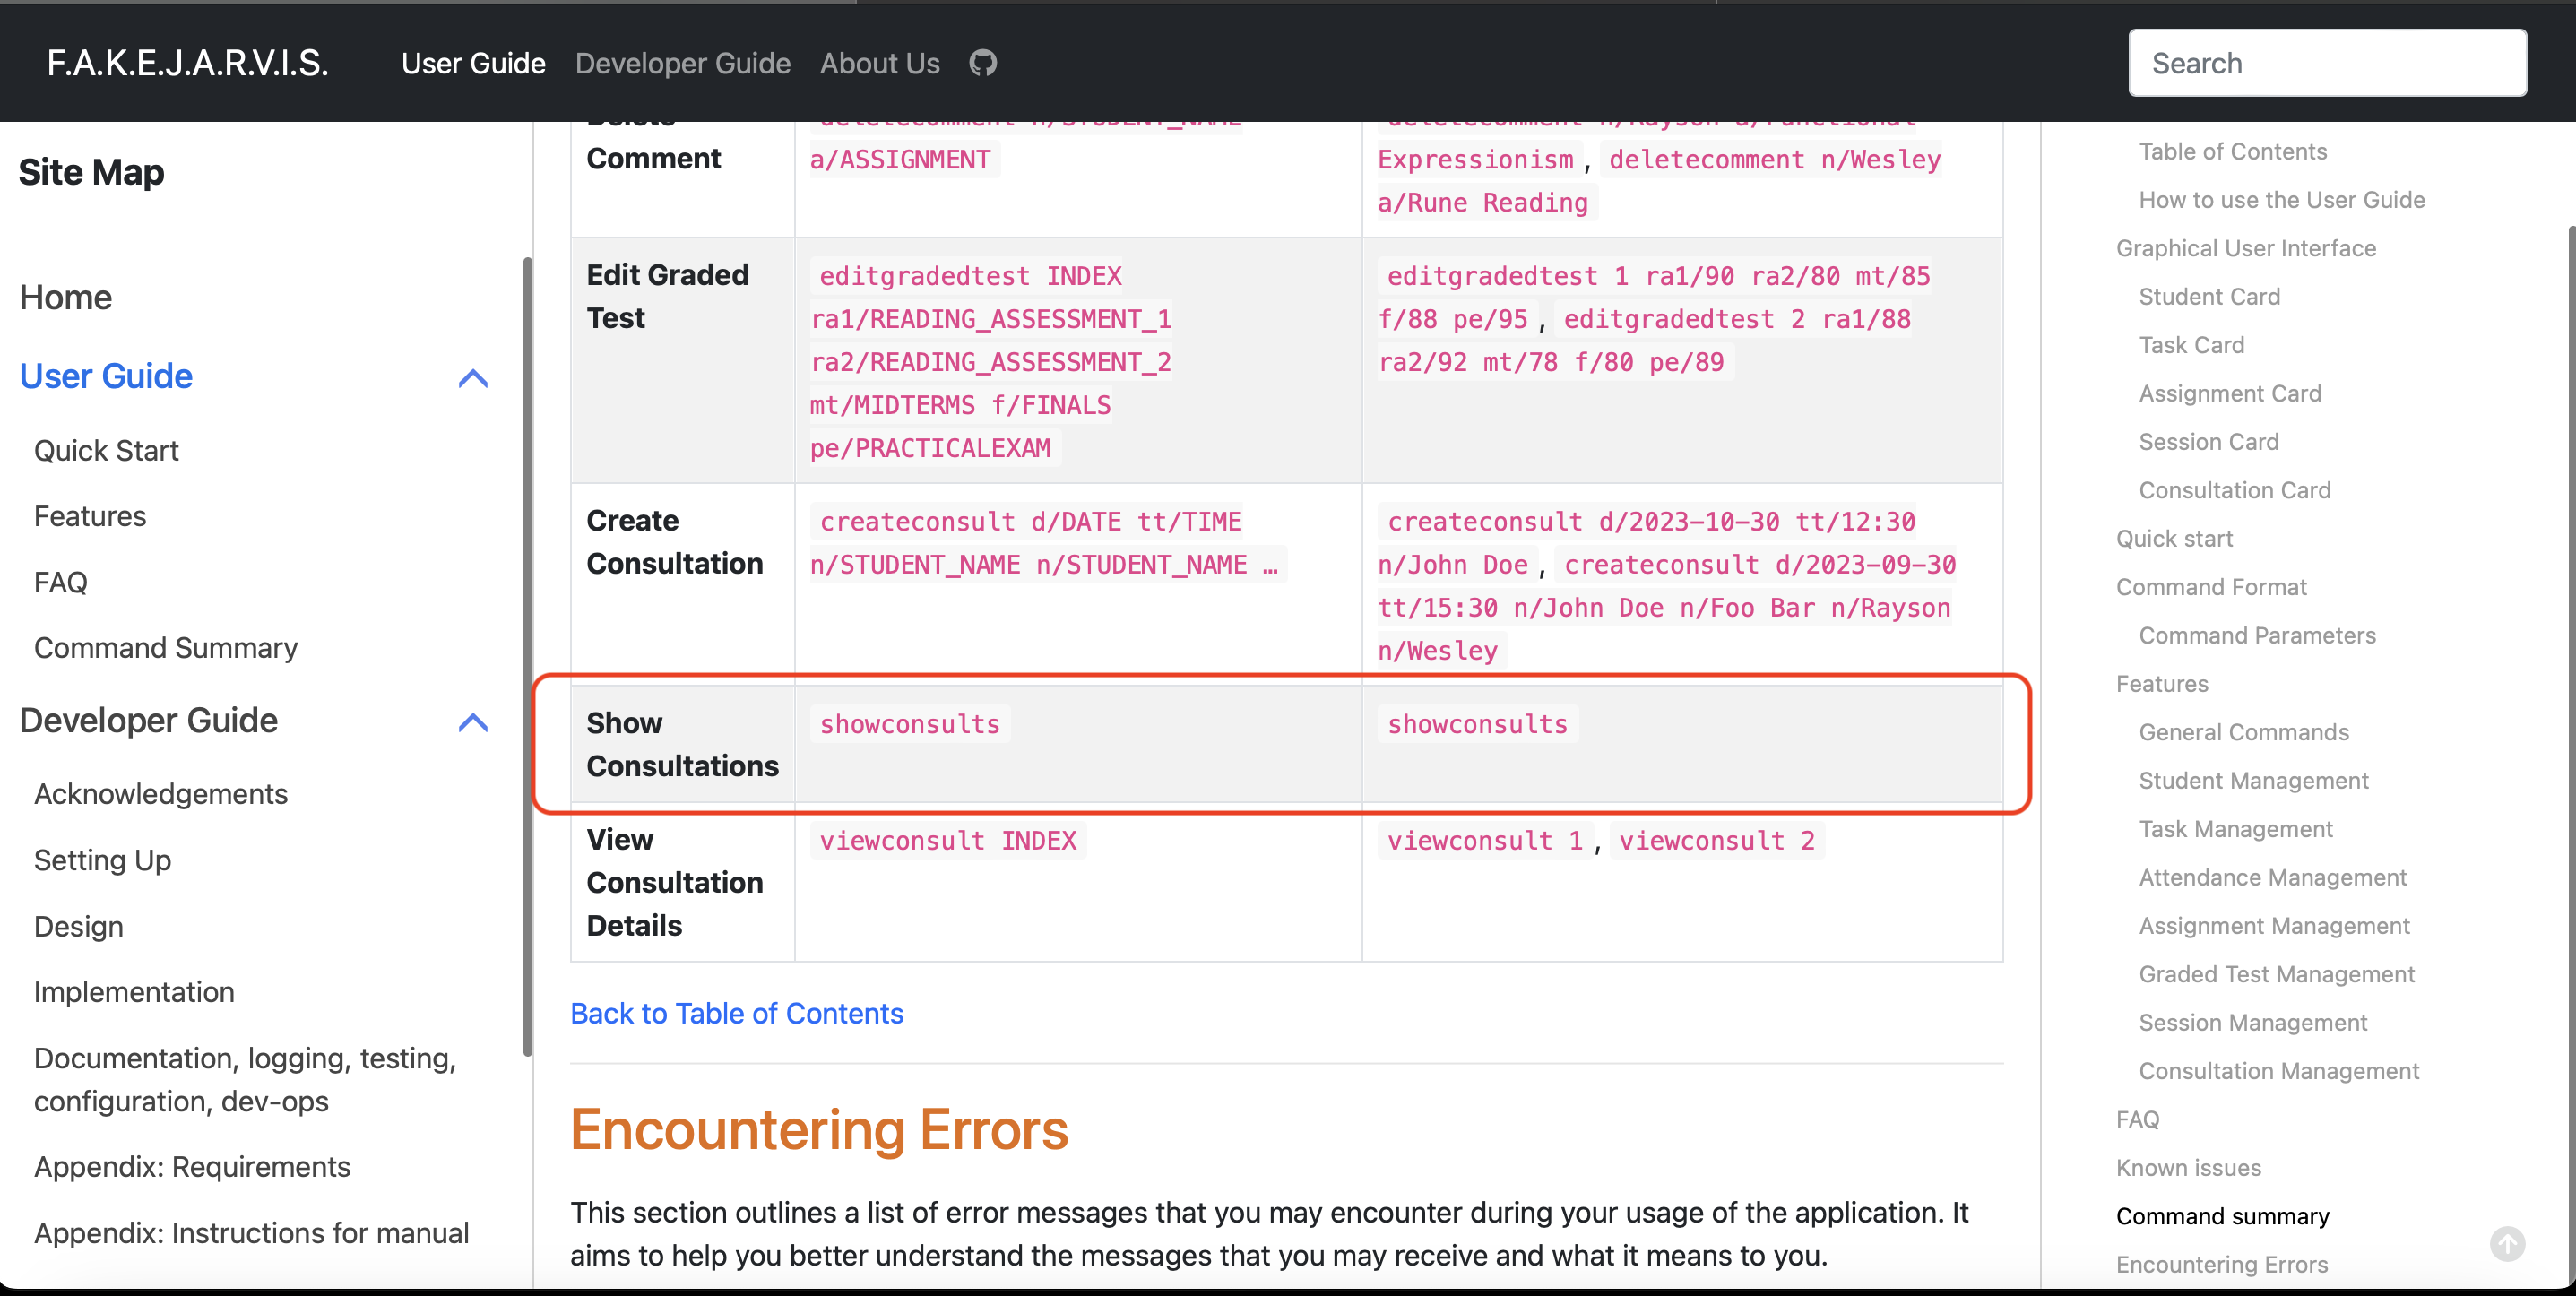 F.A.K.E.J.A.R.V.I.S.
User Guide
Developer Guide
About Us
Search
Site Map
Home
User Guide
Quick Start
Features
FAQ
Command Summary
Developer Guide
Acknowledgements
Setting Up
Design
Implementation
Documentation, logging, testing,
configuration, dev-ops
Appendix: Requirements
Appendix: Instructions for manual
Delete
Comment
deletecomment n/STUDENT_NAME
a/ASSIGNMENT
deletecomment n/Rayson a/Functional
Expressionism , deletecomment n/Wesley
a/Rune Reading
Edit Graded
Test
editgradedtest INDEX
ra1/READING_ASSESSMENT_1
ra2/READING_ASSESSMENT_2
mt/MIDTERMS f/FINALS
pe/PRACTICALEXAM
editgradedtest 1 ra1/90 ra2/80 mt/85
f/88 pe/95 , editgradedtest 2 ra1/88
ra2/92 mt/78 f/80 pe/89
Create
Consultation
createconsult d/DATE tt/TIME
n/STUDENT_NAME n/STUDENT_NAME …
createconsult d/2023-10-30 tt/12:30
n/John Doe , createconsult d/2023-09-30
tt/15:30 n/John Doe n/Foo Bar n/Rayson
n/Wesley
Show
Consultations
showconsults
showconsults
View
Consultation
Details
viewconsult INDEX
viewconsult 1 , viewconsult 2
Back to Table of Contents
Encountering Errors
This section outlines a list of error messages that you may encounter during your usage of the application. It
aims to help you better understand the messages that you may receive and what it means to you.
Table of Contents
How to use the User Guide
Graphical User Interface
Student Card
Task Card
Assignment Card
Session Card
Consultation Card
Quick start
Command Format
Command Parameters
Features
General Commands
Student Management
Task Management
Attendance Management
Assignment Management
Graded Test Management
Session Management
Consultation Management
FAQ
Known issues
Command summary
Encountering Errors